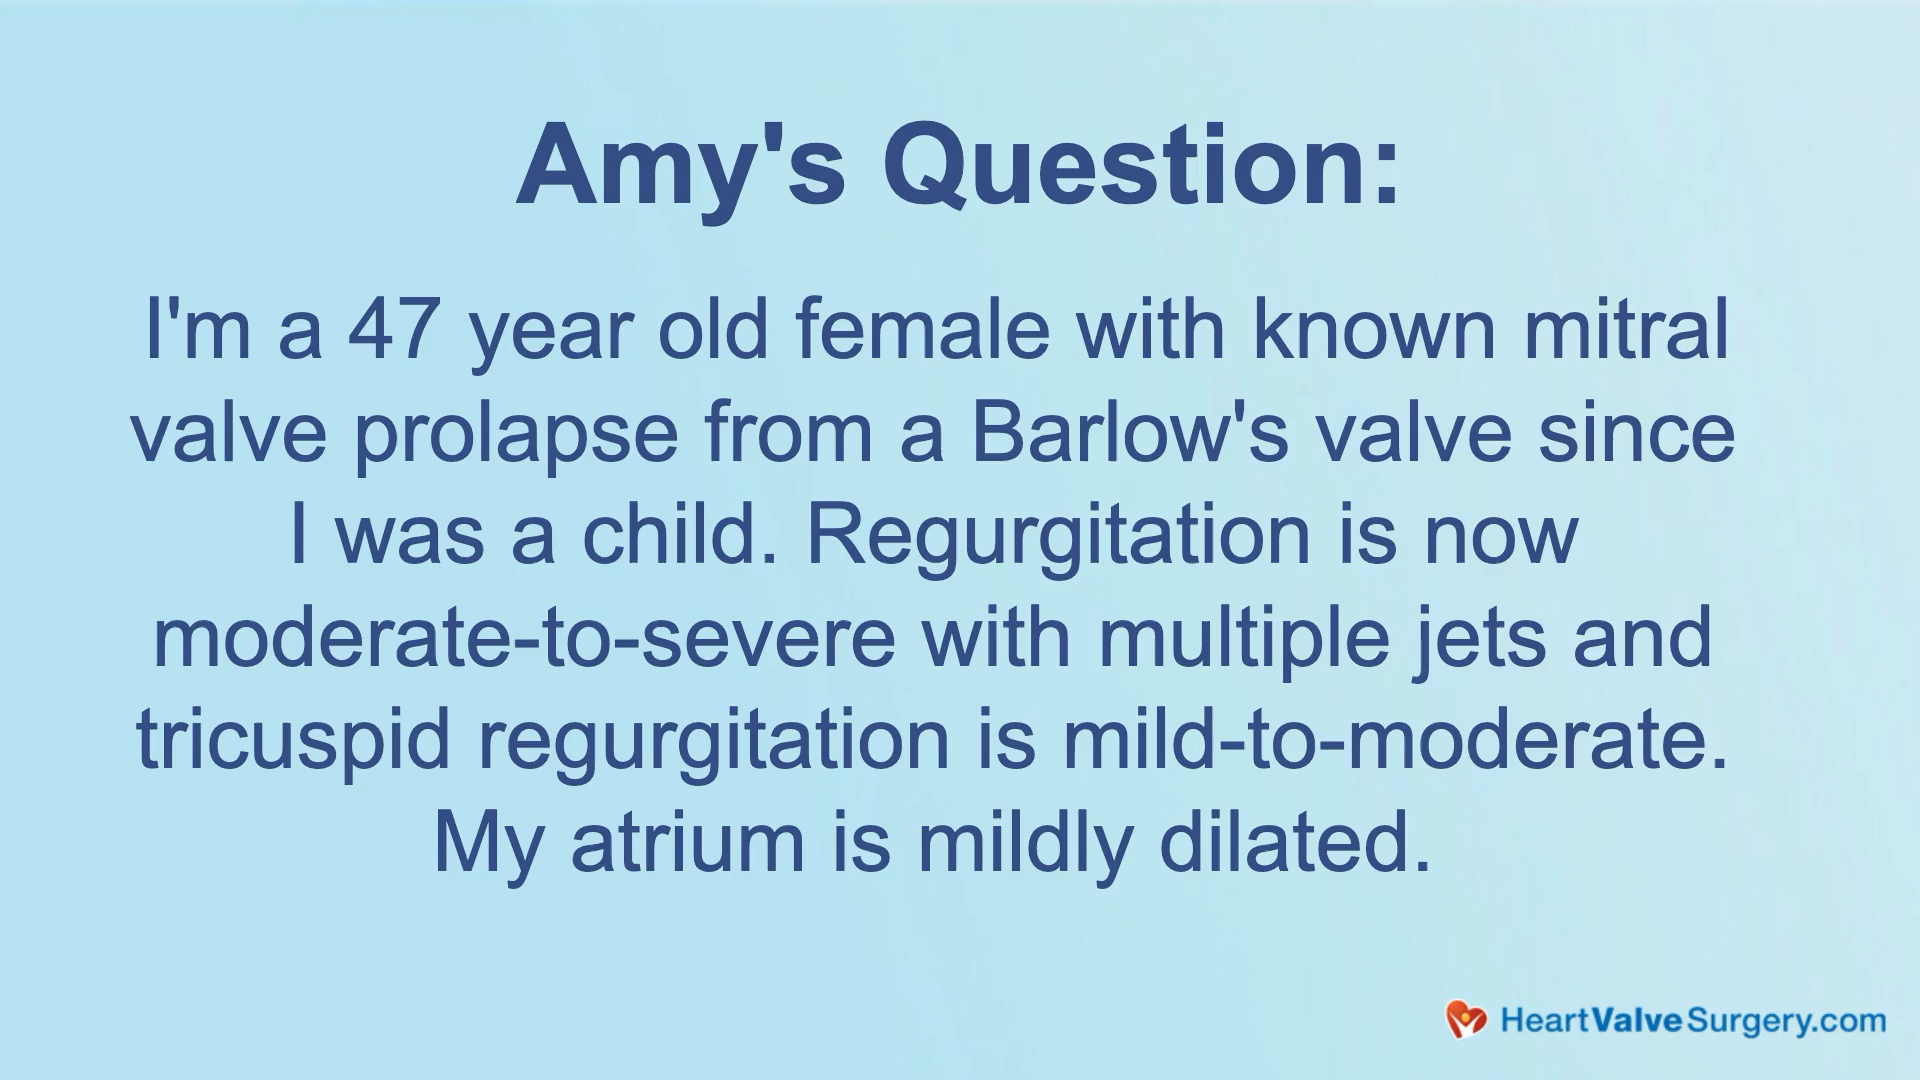 Amy's Question:
I'm a 47 year old female with known mitral
valve prolapse from a Barlow's valve since
I was a child. Regurgitation is now
moderate-to-severe with multiple jets and
tricuspid regurgitation is mild-to-moderate.
My atrium is mildly dilated.
HeartValveSurgery.com